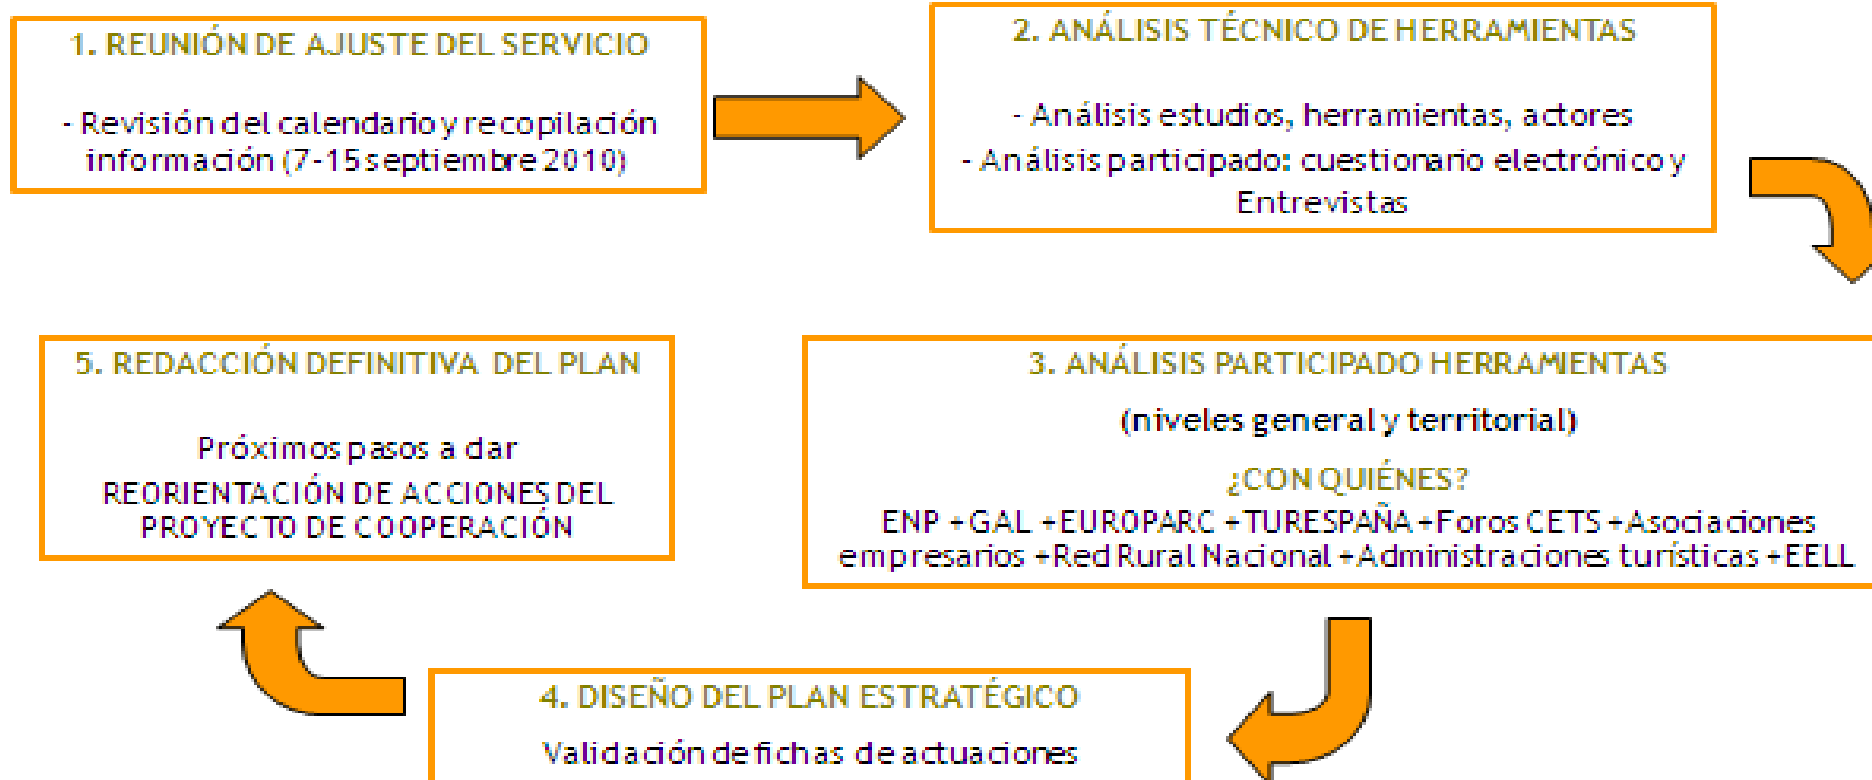 1. REUNIÓN DE AJUSTE DEL SERVICIO
- Revisión del calendario y recopilación
información (7-15 septiembre 2010)
2. ANÁLISIS TÉCNICO DE HERRAMIENTAS
- Análisis estudios, herramientas, actores
- Análisis participado: cuestionario electrónico y
Entrevistas
3. ANÁLISIS PARTICIPADO HERRAMIENTAS
(niveles general y territorial)
¿CON QUIÉNES?
ENP +GAL +EUROPARC +TURESPAÑA +Foros CETS +Asociaciones
empresarios +Red Rural Nacional +Administraciones turísticas +EELL
4. DISEÑO DEL PLAN ESTRATÉGICO
Validación de fichas de actuaciones
5. REDACCIÓN DEFINITIVA DEL PLAN
Próximos pasos a dar
REORIENTACIÓN DE ACCIONES DEL
PROYECTO DE COOPERACIÓN